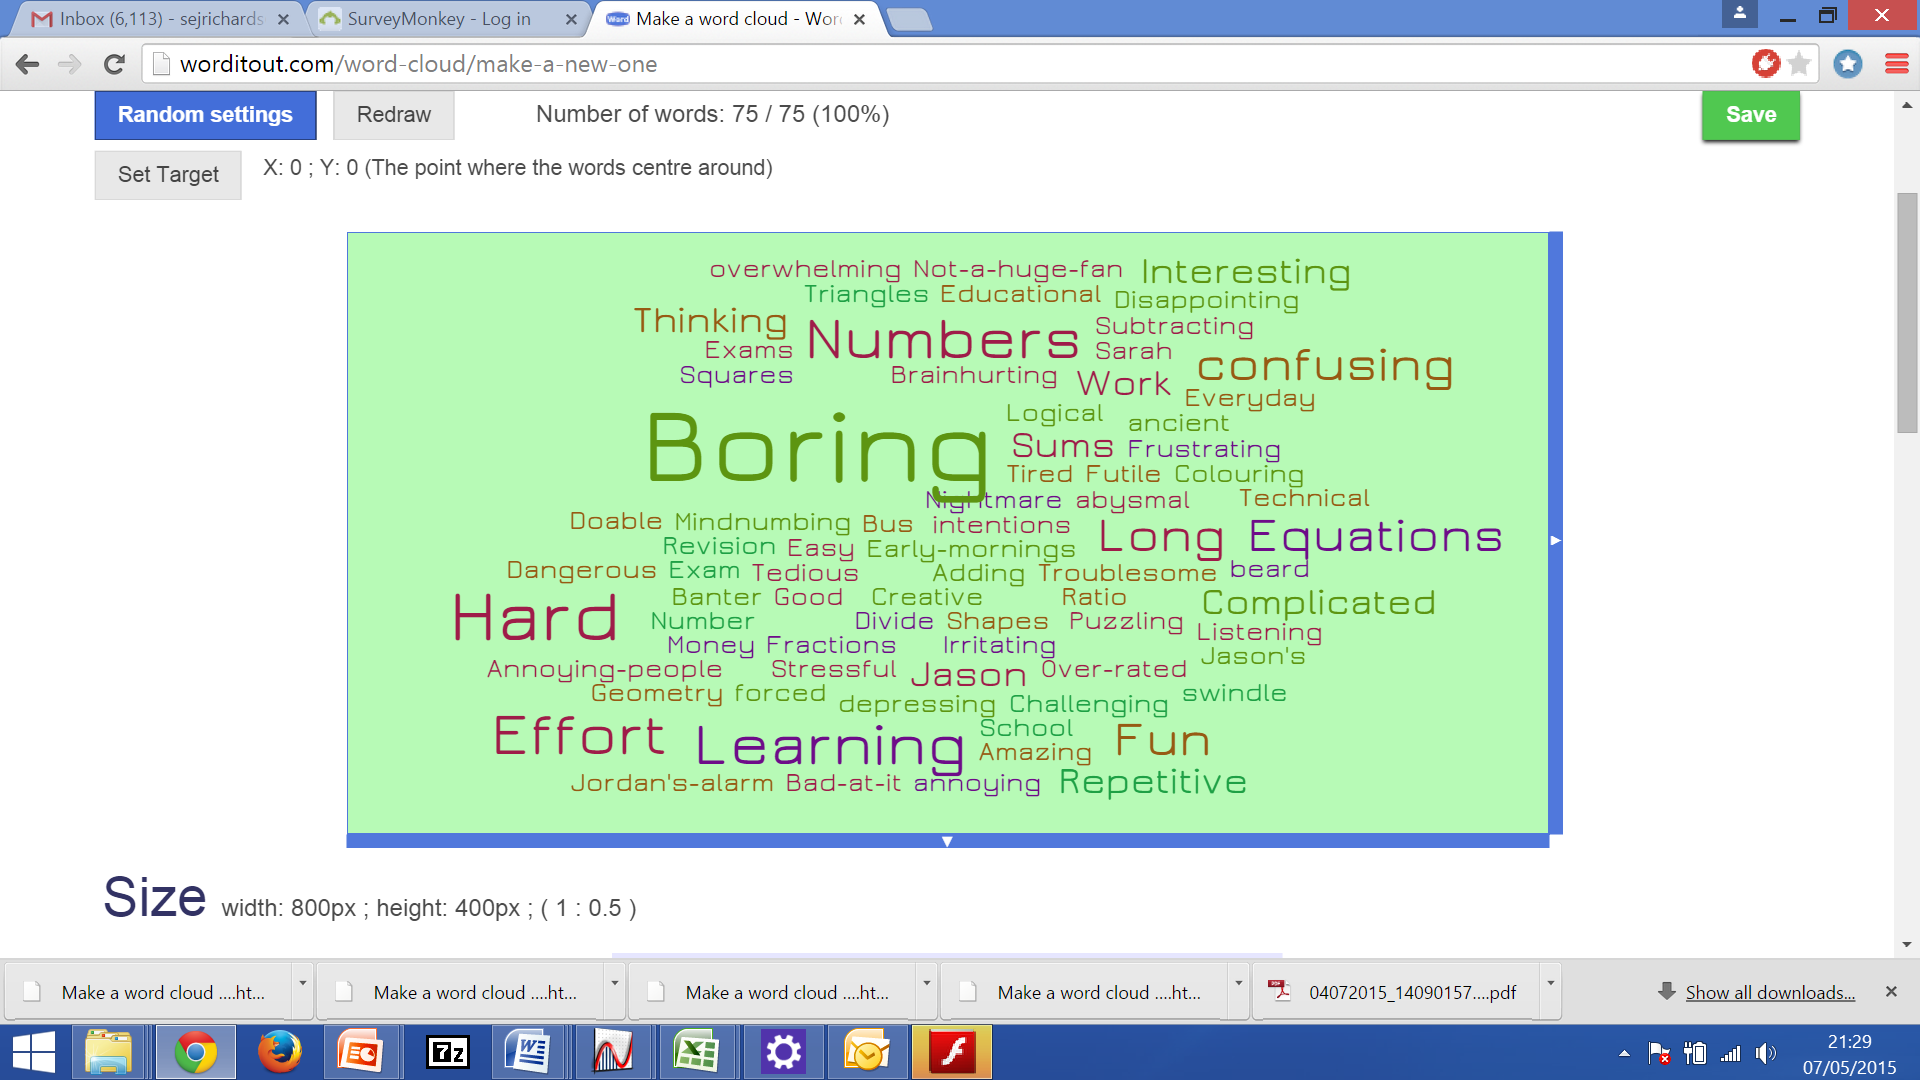 Inbox (6,113) - sejrichards
SurveyMonkey - Log in
Make a word cloud - Wor
worditout.com/word-cloud/make-a-new-one
Random settings
Redraw
Number of words: 75 / 75 (100%)
Save
Set Target
X: 0 ; Y: 0 (The point where the words centre around)
overwhelming Not-a-huge-fan Interesting
Triangles Educational Disappointing
Thinking Numbers Subtracting
Exams Sarah confusing
Squares Brainhurting Work
Everyday
Logical ancient
Boring Sums Frustrating
Tired Futile Colouring
Nightmare abysmal Technical
Doable Mindnumbing Bus intentions Long Equations
Revision Easy Early-mornings
Dangerous Exam Tedious Adding Troublesome beard
Banter Good Creative Ratio Complicated
Hard Number Divide Shapes Puzzling Listening
Money Fractions Irritating Jason's
Annoying-people Stressful Jason Over-rated
Geometry forced depressing Challenging swindle
School
Effort Learning Amazing Fun
Jordan's-alarm Bad-at-it annoying Repetitive
Size width: 800px ; height: 400px ; ( 1 : 0.5 )
Make a word cloud ....ht...
Make a word cloud ....ht...
Make a word cloud ....ht...
Make a word cloud ....ht...
04072015_14090157....pdf
Show all downloads...
7z
21:29
07/05/2015